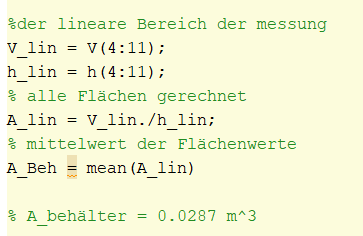 %der lineare Bereich der messung
V_lin = V(4:11);
h_lin = h(4:11);
% alle Flächen gerechnet
A_lin = V_lin./h_lin;
% mittelwert der Flächenwerte
A_Beh = mean(A_lin)
% A_behälter = 0.0287 m^3